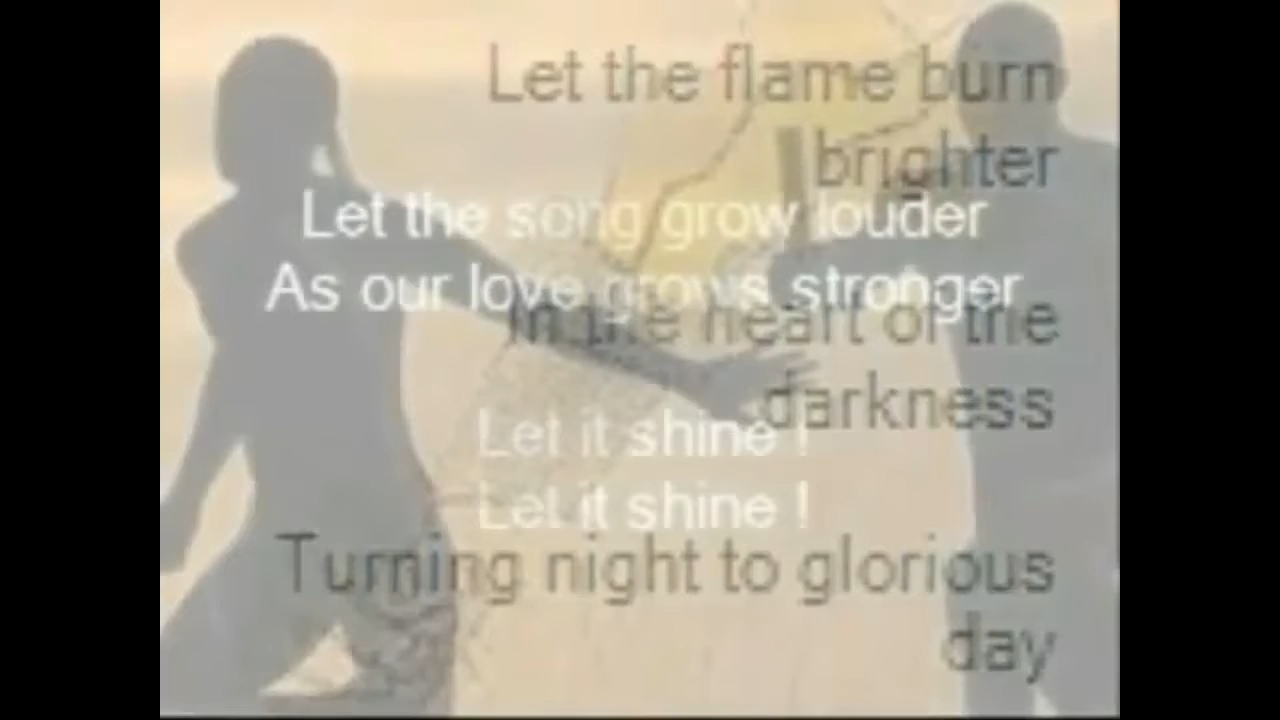 Let the flame burn
brighter
In the heart of the
darkness
Turning night to glorious
day
Let the song grow louder
As our love grows stronger
Let it shine !
Let it shine !